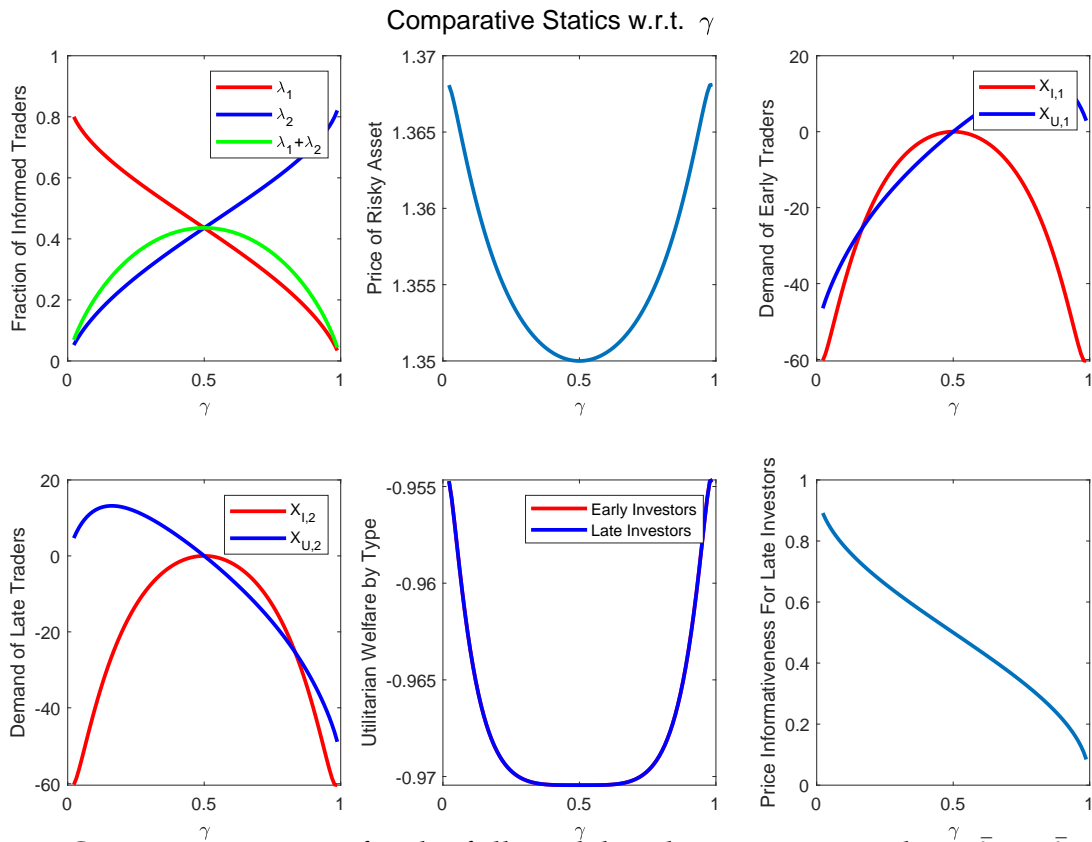 Comparative Statics w.r.t. γ
Fraction of Informed Traders
1
0.8
0.6
0.4
0.2
0
0
0.5
1
γ
λ1
λ2
λ1+λ2
Price of Risky Asset
1.37
1.365
1.36
1.355
1.35
0
0.5
1
γ
Demand of Early Traders
20
0
-20
-40
-60
0
0.5
1
γ
X_I,1
X_U,1
Demand of Late Traders
20
0
-20
-40
-60
0
0.5
1
γ
X_I,2
X_U,2
Utilitarian Welfare by Type
-0.955
-0.96
-0.965
-0.97
0
0.5
1
γ
Early Investors
Late Investors
Price Informativeness For Late Investors
1
0.8
0.6
0.4
0.2
0
0
0.5
1
γ